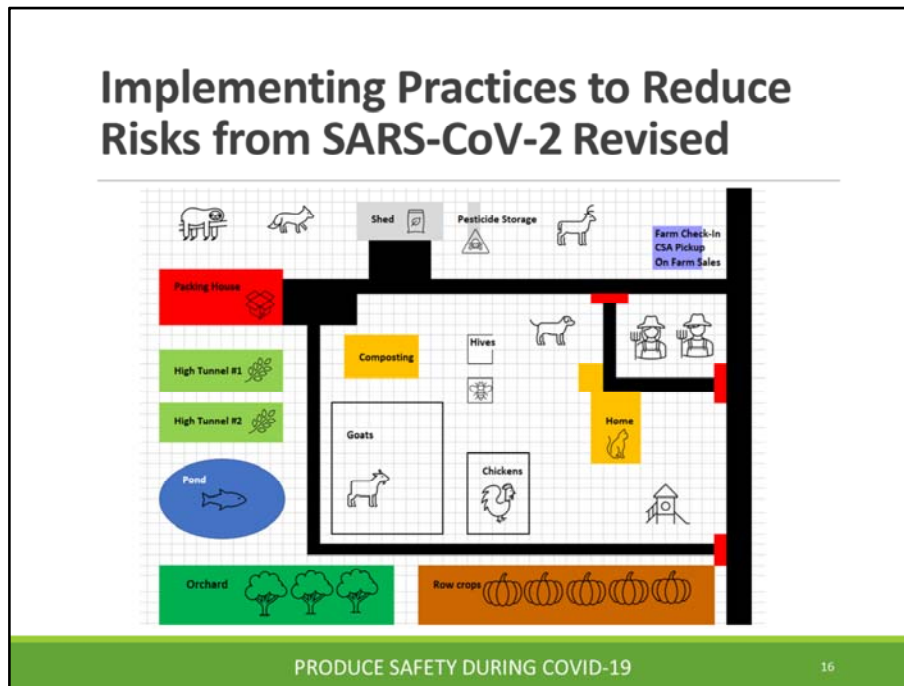 Implementing Practices to Reduce
Risks from SARS-CoV-2 Revised
Shed
Pesticide Storage
Farm Check-In
CSA Pickup
On Farm Sales
Packing House
Hives
Composting
High Tunnel #1
High Tunnel #2
Goats
Home
Pond
Chickens
Orchard
Row crops
PRODUCE SAFETY DURING COVID-19
16